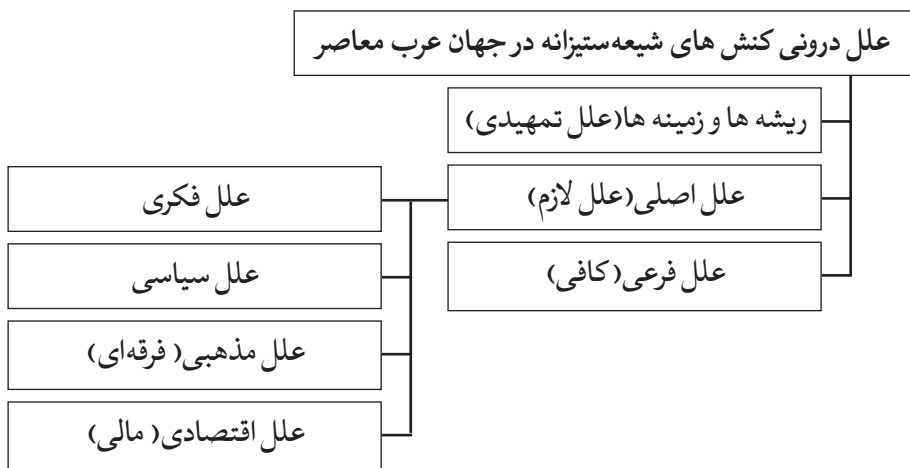 علل درونی کنش های شیعه‌ستیزانه در جهان عرب معاصر
ریشه ها و زمینه ها(علل تمهیدی)
علل اصلی(علل لازم)
علل فرعی(کافی)
علل فکری
علل سیاسی
علل مذهبی( فرقه‌ای)
علل اقتصادی( مالی)